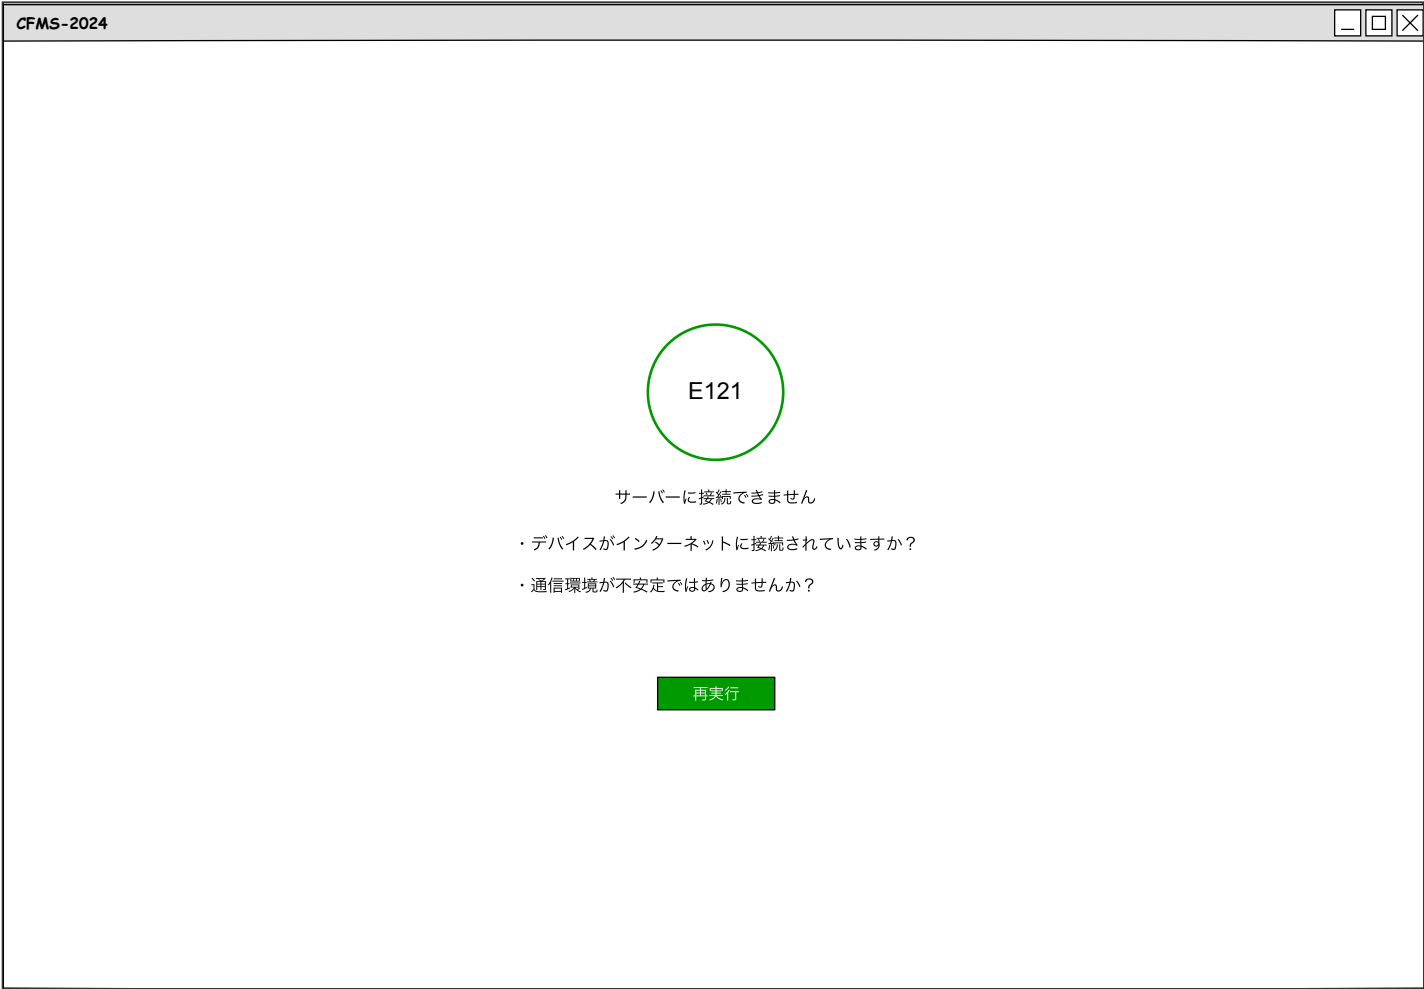 CFMS-2024
E121
サーバーに接続できません
・デバイスがインターネットに接続されていますか？
・通信環境が不安定ではありませんか？
再実行